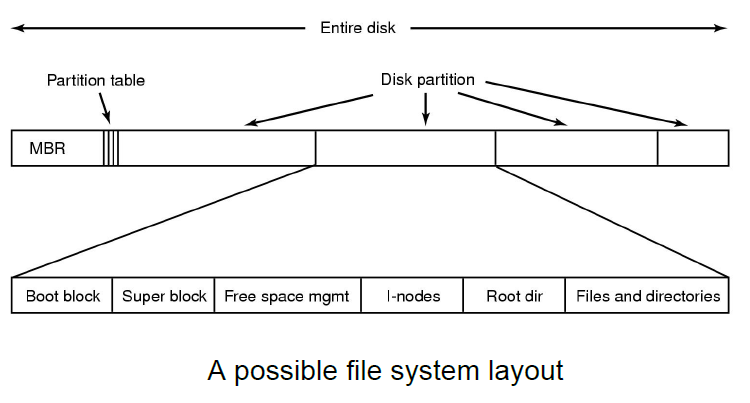 Entire disk
Partition table
Disk partition
MBR
Boot block
Super block
Free space mgmt
I-nodes
Root dir
Files and directories
A possible file system layout